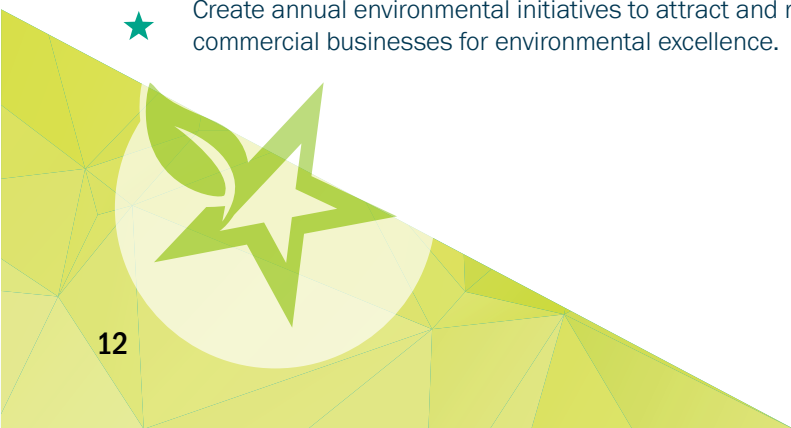 Create annual environmental initiatives to attract and
commercial businesses for environmental excellence.
12